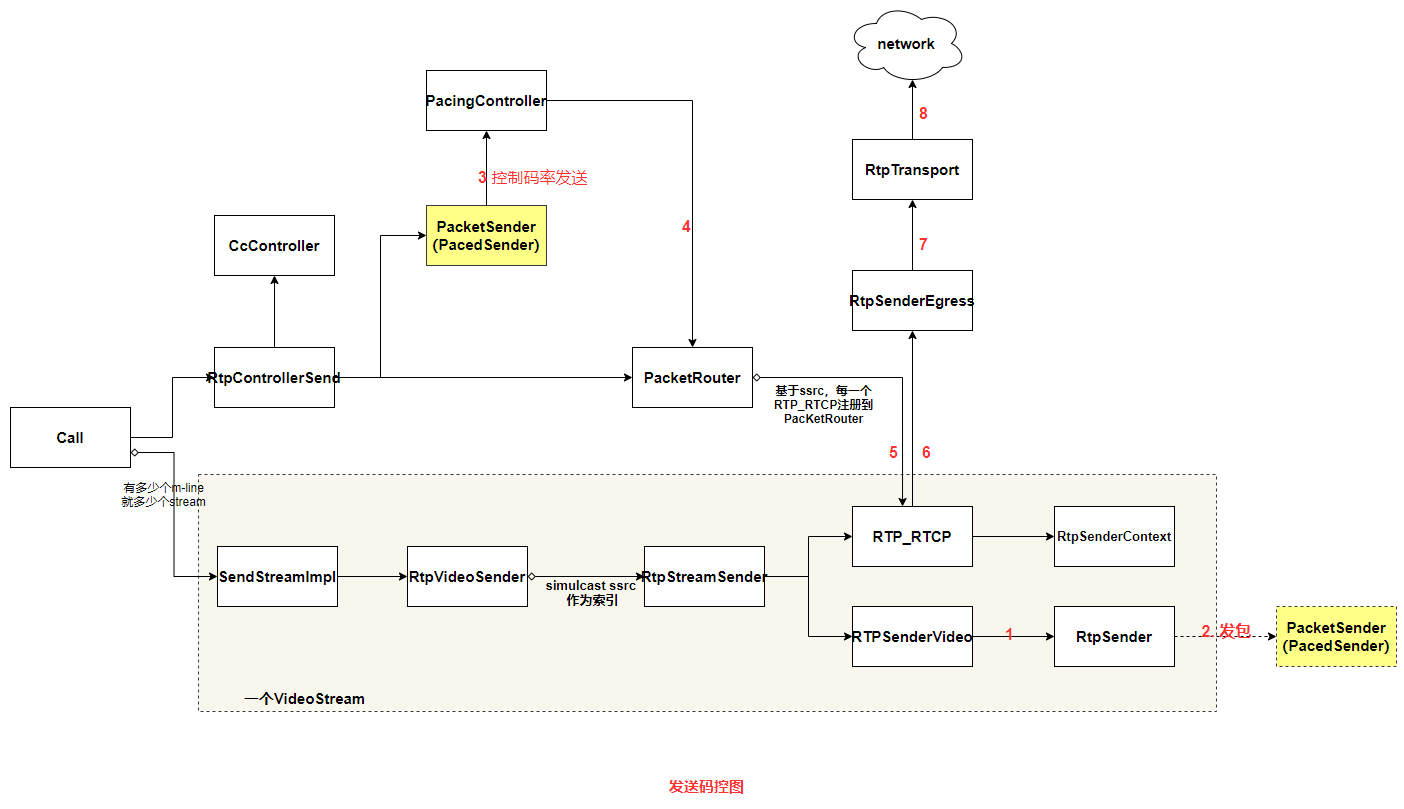 network
8
PacingController
RtpTransport
3 控制码率发送
PacketSender
(PacedSender)
4
7
CcController
RtpSenderEgress
RtpControllerSend
PacketRouter
基于ssrc，每一个
RTP_RTCP注册到
PacKetRouter
Call
5
6
有多少个m-line
就多少个stream
RTP_RTCP
RtpSenderContext
SendStreamImpl
RtpVideoSender
simulcast ssrc
作为索引
RtpStreamSender
RTPSenderVideo
1
RtpSender
2 发包
PacketSender
(PacedSender)
一个VideoStream
发送码控图